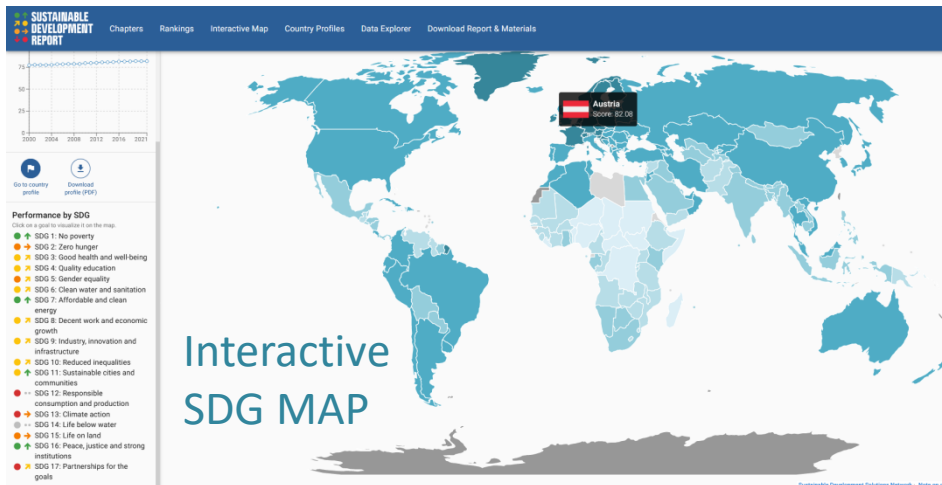 SUSTAINABLE
DEVELOPMENT
REPORT
Chapters
Rankings
Interactive Map
Country Profiles
Data Explorer
Download Report & Materials
75
50
25
5
2000 2004 2008 2012 2016 2021
Go to country
profile
Download
profile (PDF)
Performance by SDG
Click on a goal to visualize it on the map.
SDG 1: No poverty
SDG 2: Zero hunger
SDG 3: Good health and well-being
SDG 4: Quality education
SDG 5: Gender equality
SDG 6: Clean water and sanitation
SDG 7: Affordable and clean
energy
SDG 8: Decent work and economic
growth
SDG 9: Industry, innovation and
infrastructure
SDG 10: Reduced inequalities
SDG 11: Sustainable cities and
communities
SDG 12: Responsible
consumption and production
SDG 13: Climate action
SDG 14: Life below water
SDG 15: Life on land
SDG 16: Peace, justice and strong
institutions
SDG 17: Partnerships for the
goals
Austria
Score: 82.08
Interactive
SDG MAP
Sustainable Development Solutions Network